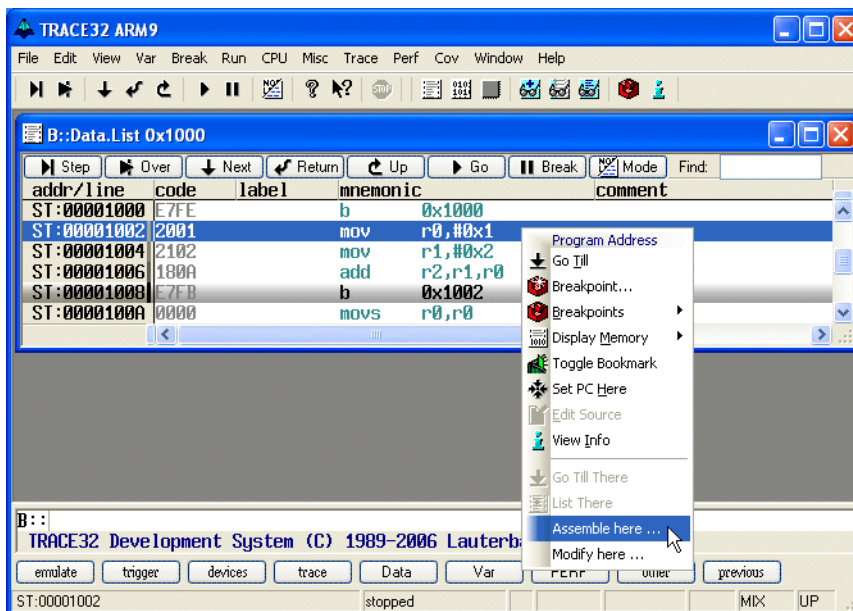 TRACE32 ARM9
File Edit View Var Break Run CPU Misc Trace Perf Cov Window Help
B::Data.List 0x1000
Step Over Next Return Up Go Break Mode Find:
addr/line code label mnemonic comment
ST:00001000 E7FE b 0x1000
ST:00001002 2001 mov r0,#0x1
ST:00001004 2102 mov r1,#0x2
ST:00001006 180A add r2,r1,r0
ST:00001008 E7FB b 0x1002
ST:0000100A 0000 movs r0,r0
Program Address
Go Till
Breakpoint...
Breakpoints
Display Memory
Toggle Bookmark
Set PC Here
Edit Source
View Info
Go Till There
List There
Assemble here ...
Modify here ...
B::
TRACE32 Development System (C) 1989-2006
emulate trigger devices trace Data Var PERF other previous
ST:00001002 stopped MIX UP